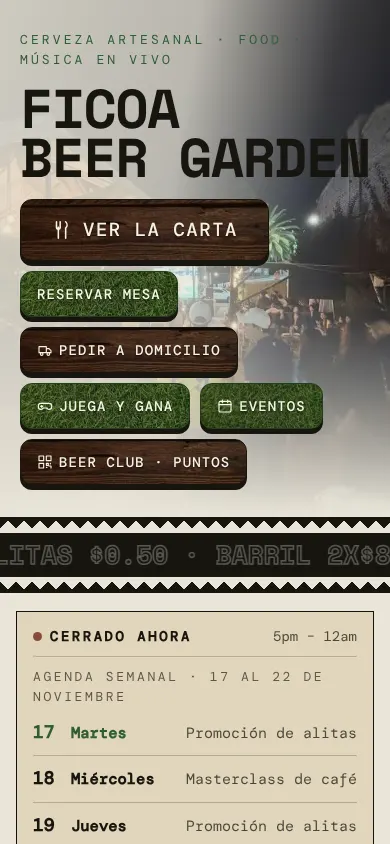 CERVEZA ARTESANAL · FOOD ·
MÚSICA EN VIVO
FICOA
BEER GARDEN
VER LA CARTA
RESERVAR MESA
PEDIR A DOMICILIO
JUEGA Y GANA
EVENTOS
BEER CLUB · PUNTOS
LITAS $0.50 · BARRIL 2X$8
CERRADO AHORA
5pm – 12am
AGENDA SEMANAL · 17 AL 22 DE
NOVIEMBRE
17 Martes Promoción de alitas
18 Miércoles Masterclass de café
19 Jueves Promoción de alitas